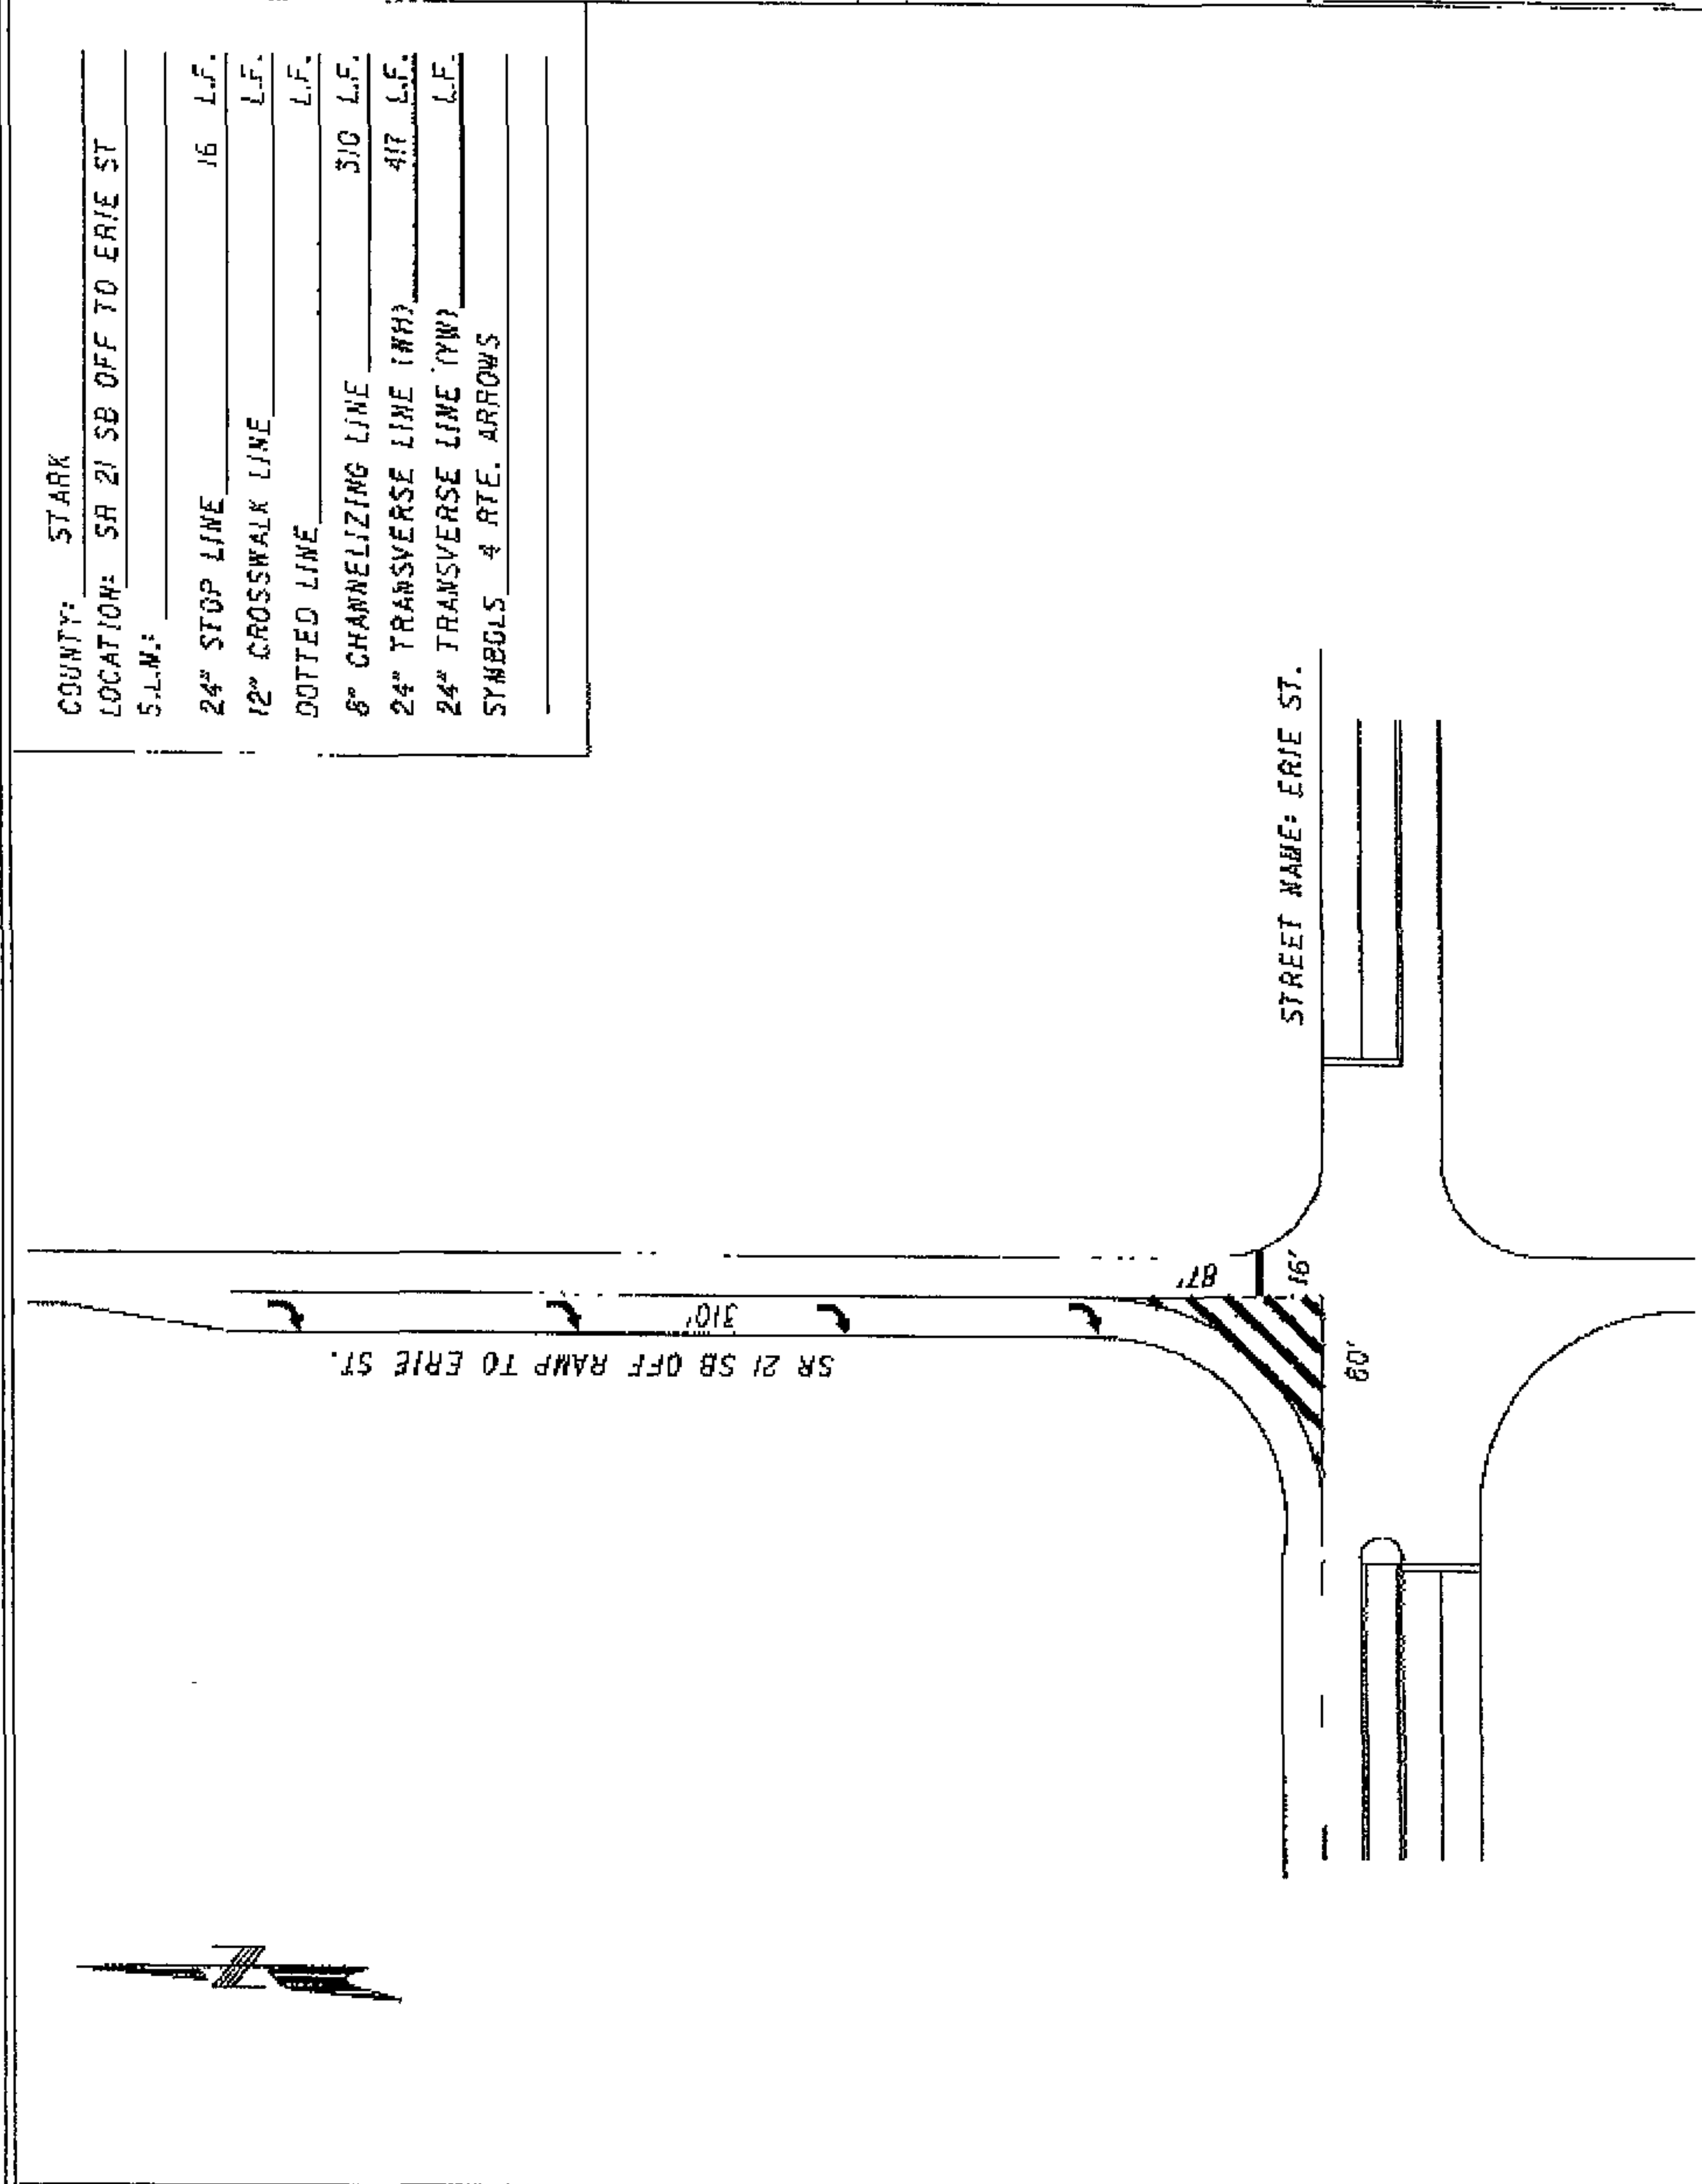 COUNTY: STARK
LOCATION: SR 21 SB OFF TO ERIE ST
S.L.M.:
24" STOP LINE 16 L.F.
12" CROSSWALK LINE L.F.
DOTTED LINE L.F.
8" CHANNELIZING LINE 310 L.F.
24" TRANSVERSE LINE (WH) 417 L.F.
24" TRANSVERSE LINE (YW) L.F.
SYMBOLS 4 RTE. ARROWS
STREET NAME: ERIE ST.
SR 21 SB OFF RAMP TO ERIE ST.
310'
87'
16'
80'